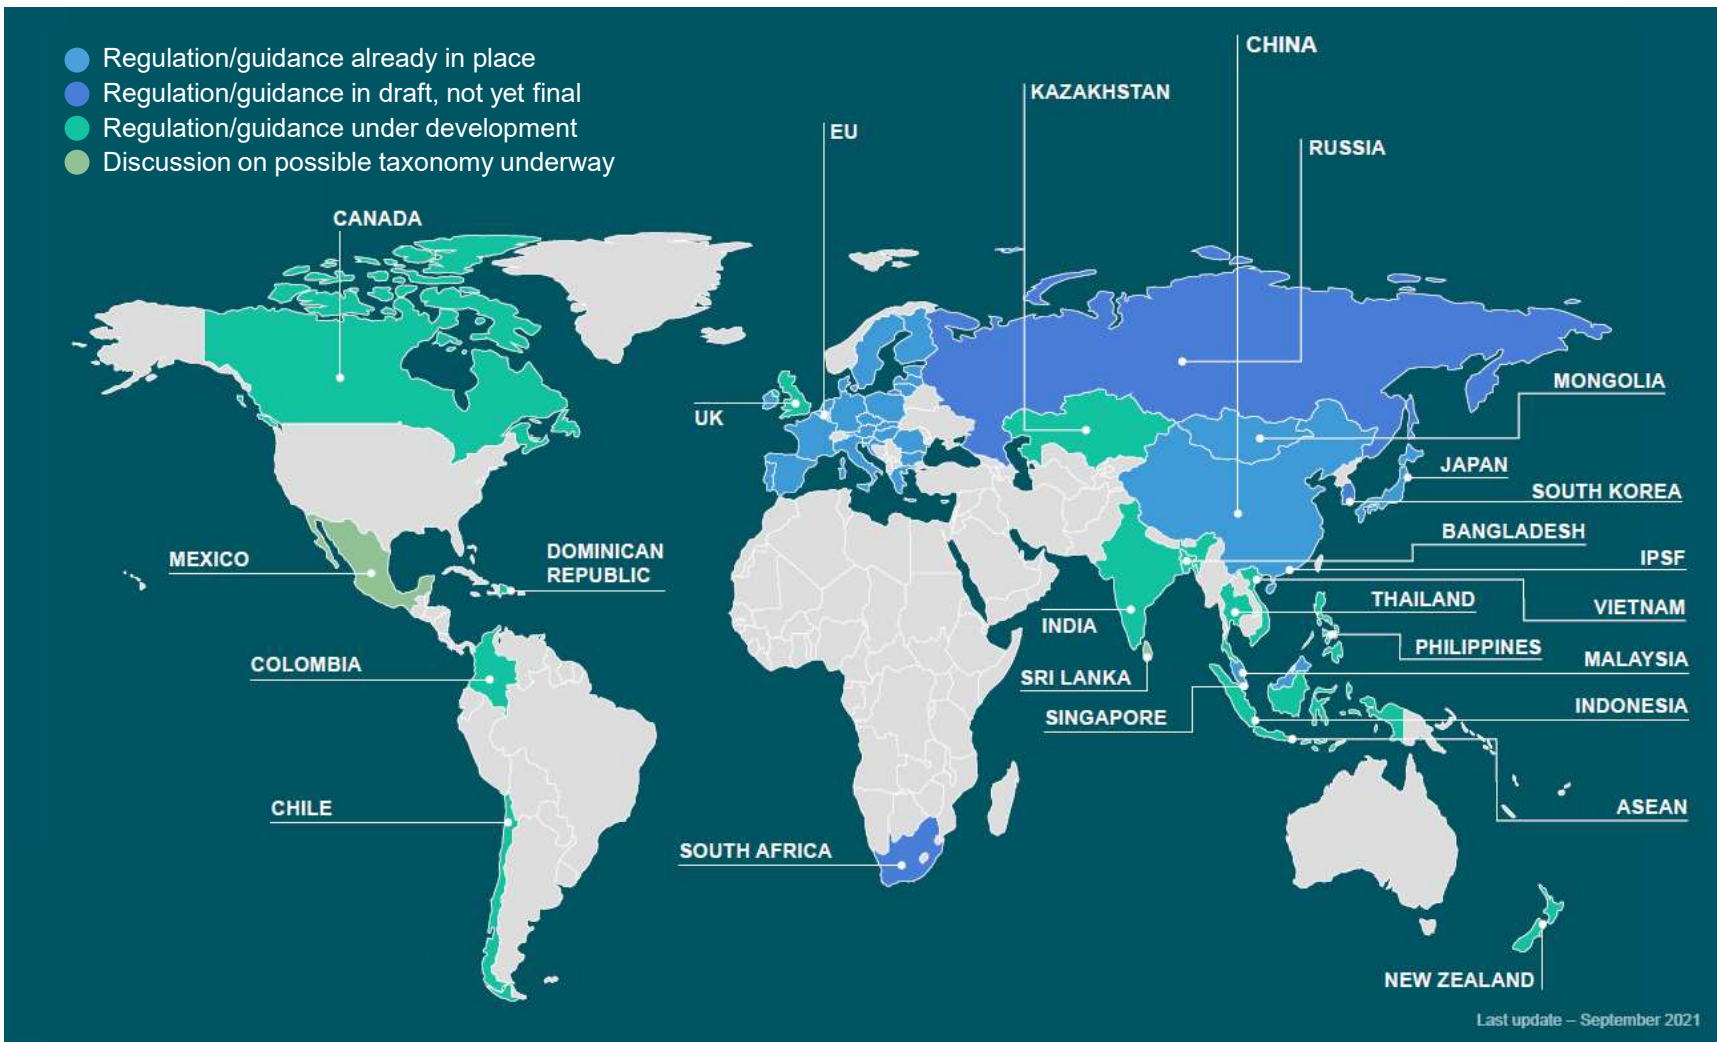 Regulation/guidance already in place
Regulation/guidance in draft, not yet final
Regulation/guidance under development
Discussion on possible taxonomy underway
CHINA
KAZAKHSTAN
EU
RUSSIA
CANADA
MONGOLIA
UK
JAPAN
SOUTH KOREA
BANGLADESH
MEXICO
DOMINICAN
REPUBLIC
IPSF
THAILAND
VIETNAM
INDIA
PHILIPPINES
MALAYSIA
COLOMBIA
SRI LANKA
SINGAPORE
INDONESIA
CHILE
ASEAN
SOUTH AFRICA
NEW ZEALAND
Last update – September 2021